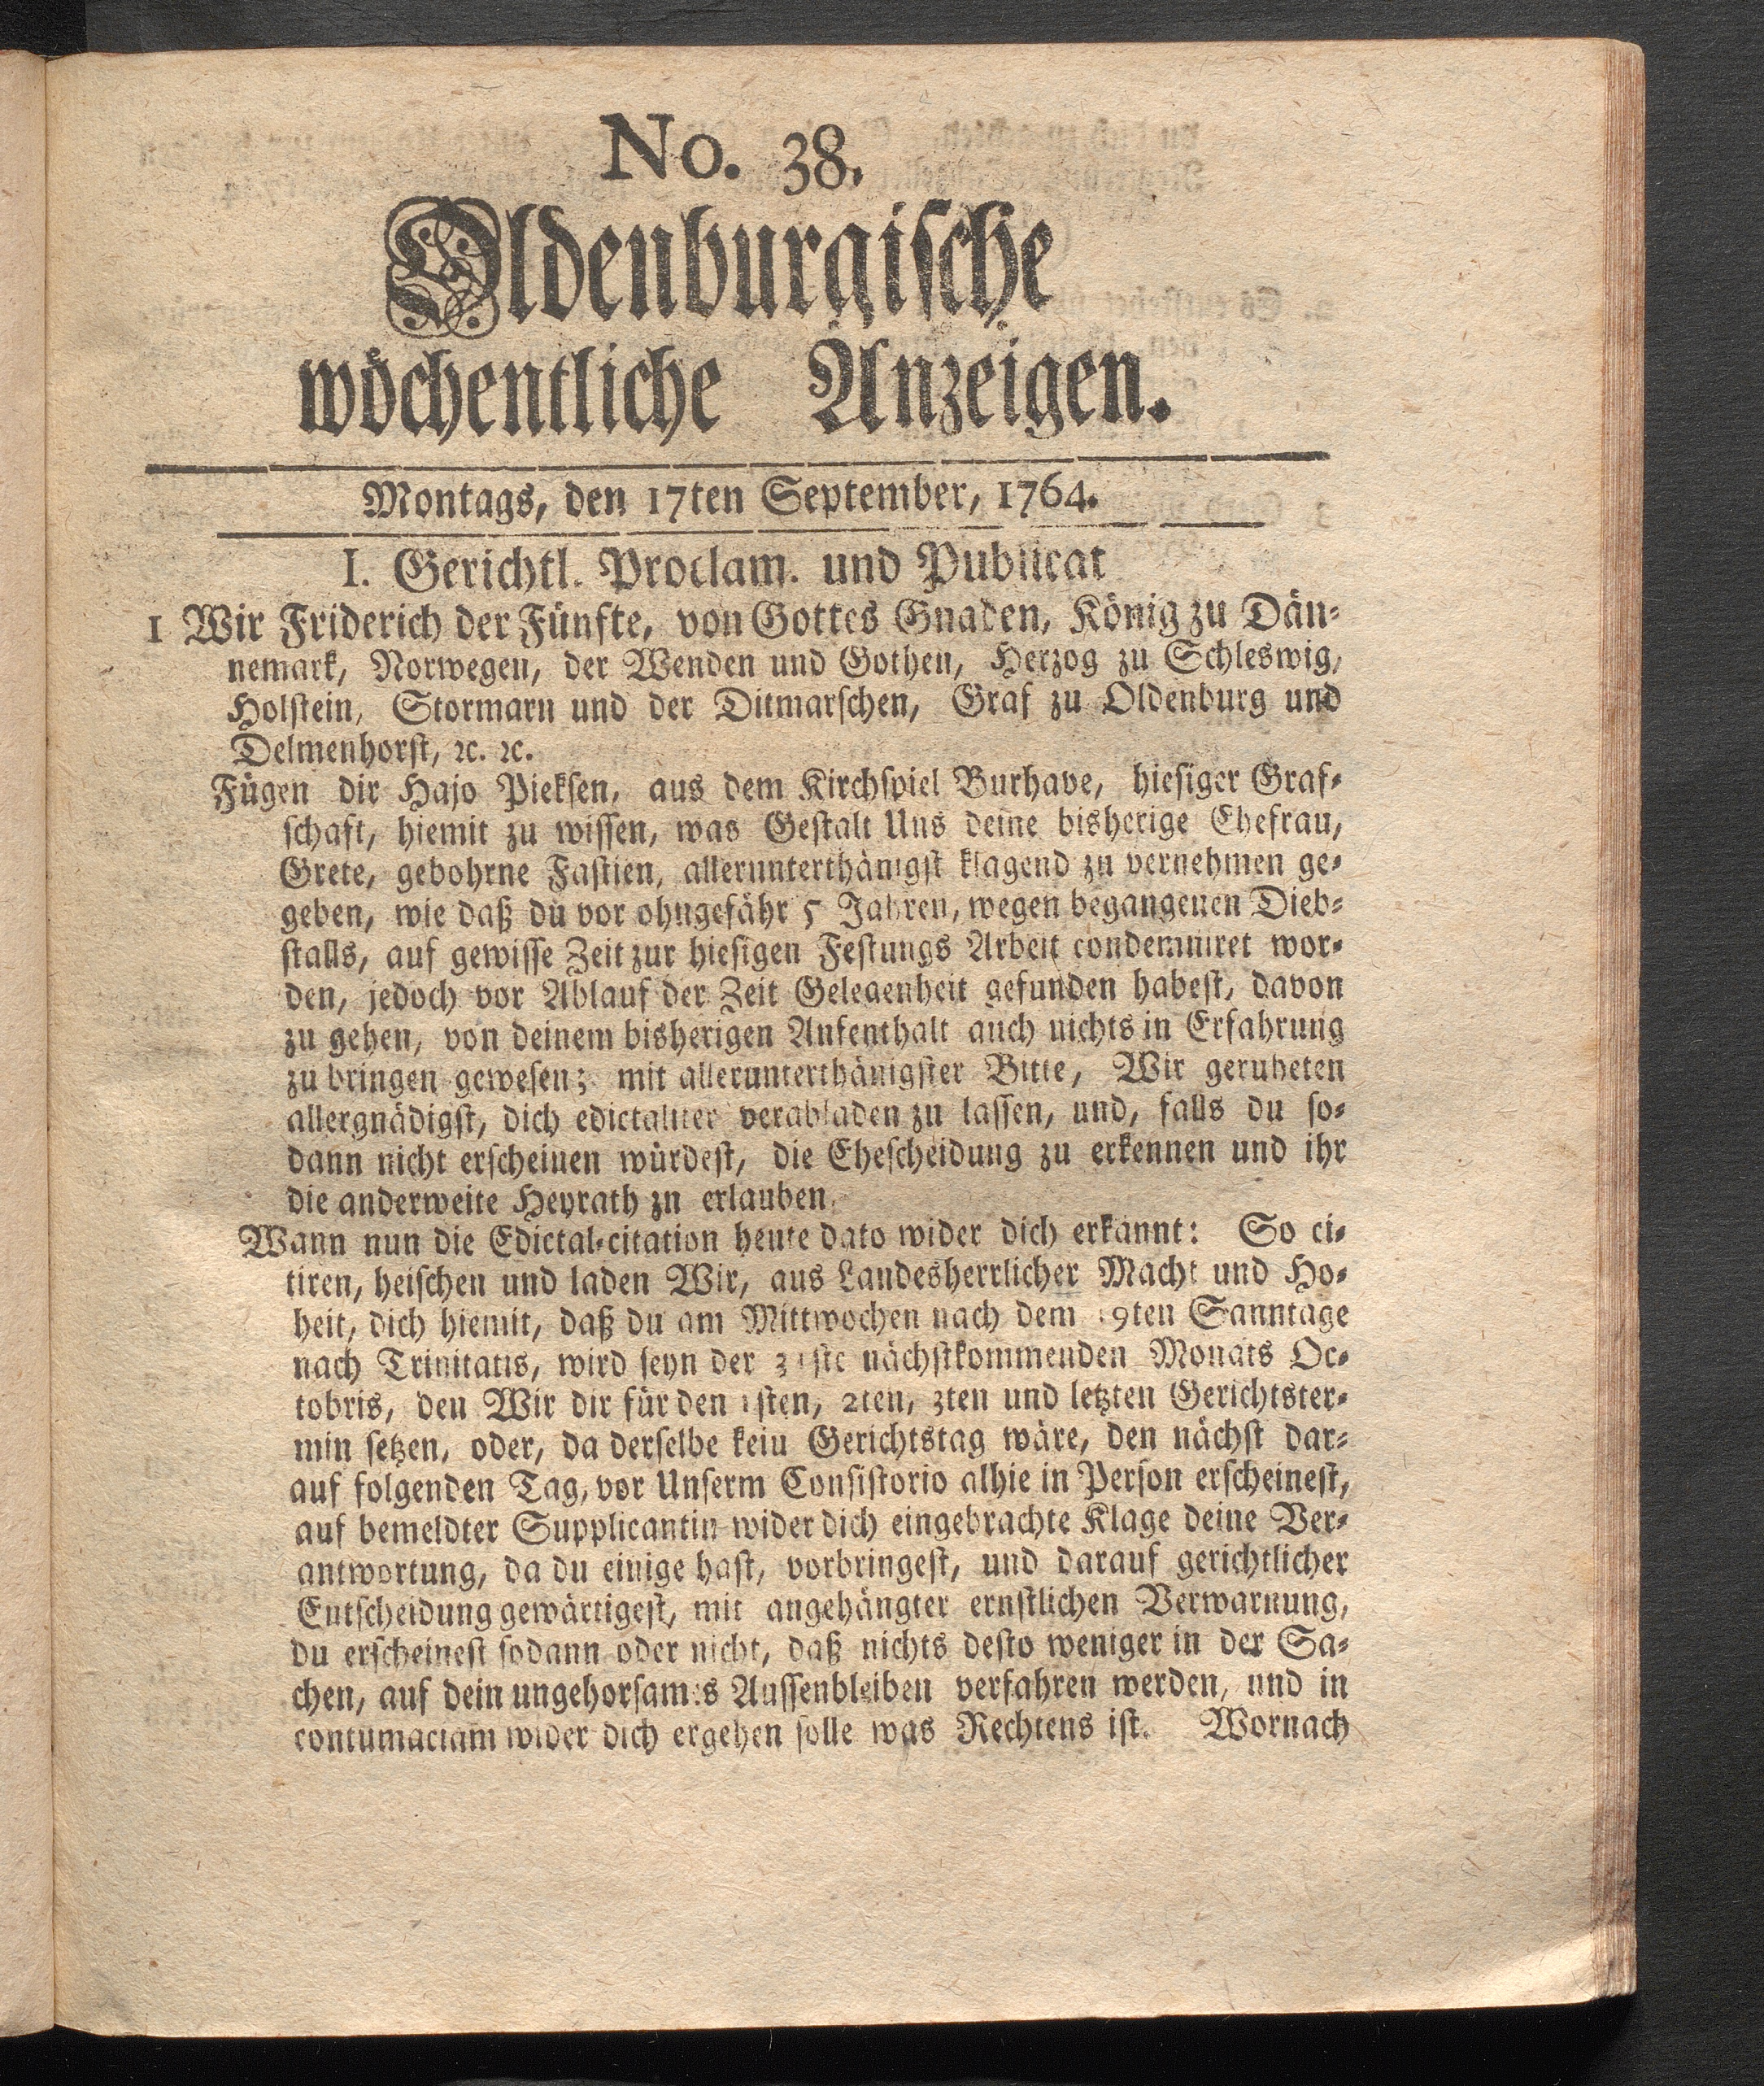 No. 38.
Oldenburgische
wöchentliche Anzeigen.
Montags, den 17ten September, 1764.
I. Gerichtl. Proclam. und Publicat
1 Wir Friderich der Fünfte, von Gottes Gnaden, König zu Dän-
nemark, Norwegen, der Wenden und Gothen, Herzog zu Schleswig,
Holstein, Stormarn und der Ditmarschen, Graf zu Oldenburg und
Delmenhorst, ꝛc. ꝛc.
Fügen dir Hajo Pieksen, aus dem Kirchspiel Burhave, hiesiger Graf-
schaft, hiemit zu wissen, was Gestalt Uns deine bisherige Ehefrau,
Grete, gebohrne Fastien, allerunterthänigst klagend zu vernehmen ge-
geben, wie daß du vor ohngefähr 5 Jahren, wegen begangenen Dieb-
stalls, auf gewisse Zeit zur hiesigen Festungs Arbeit condemniret wor-
den, jedoch vor Ablauf der Zeit Gelegenheit gefunden habest, davon
zu gehen, von deinem bisherigen Aufenthalt auch nichts in Erfahrung
zu bringen gewesen; mit allerunterthänigster Bitte, Wir geruheten
allergnädigst, dich edictaliter verabladen zu lassen, und, falls du so-
dann nicht erscheinen würdest, die Ehescheidung zu erkennen und ihr
die anderweite Heyrath zu erlauben.
Wann nun die Edictal-citation heute dato wider dich erkannt: So ci-
tiren, heischen und laden Wir, aus Landesherrlicher Macht und Ho-
heit, dich hiemit, daß du am Mittwochen nach dem 19ten Sanntage
nach Trinitatis, wird seyn der 31ste nächstkommenden Monats Oc-
tobris, den Wir dir für den 1sten, 2ten, 3ten und letzten Gerichtster-
min setzen, oder, da derselbe keiu Gerichtstag wäre, den nächst dar-
auf folgenden Tag, vor Unserm Consistorio alhie in Person erscheinest,
auf bemeldter Supplicantin wider dich eingebrachte Klage deine Ver-
antwortung, da du einige hast, vorbringest, und darauf gerichtlicher
Entscheidung gewärtigest, mit angehängter ernstlichen Verwarnung,
du erscheinest sodann oder nicht, daß nichts desto weniger in der Sa-
chen, auf dein ungehorsames Aussenbleiben verfahren werden, und in
contumaciam wider dich ergehen solle was Rechtens ist. Wornach